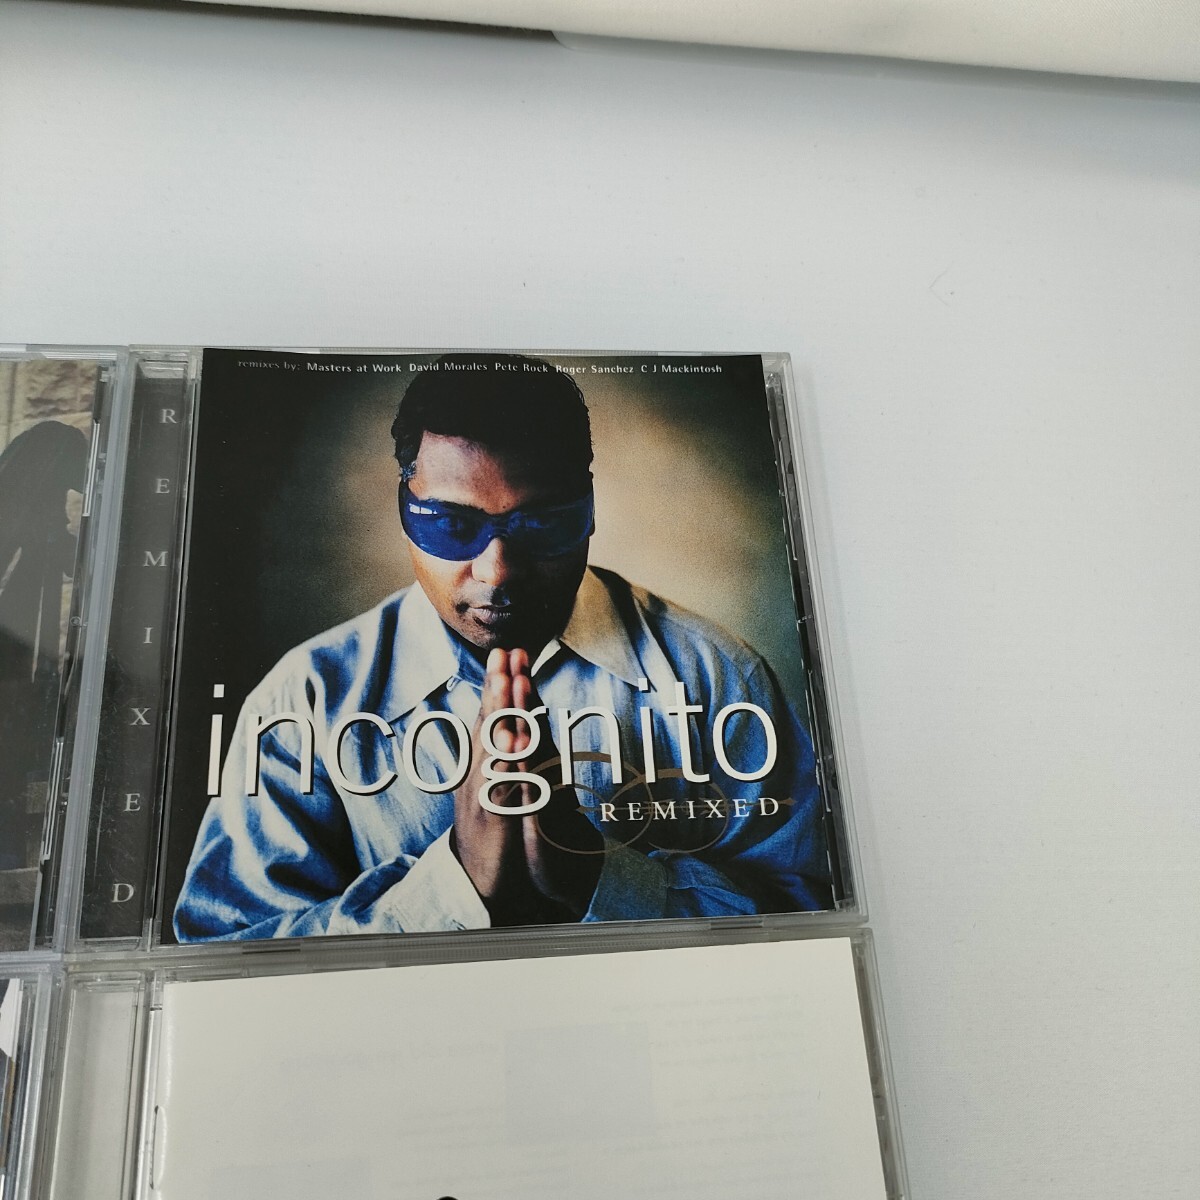 remixes by: Masters at Work David Morales Pete Rock Roger Sanchez C J Mackintosh
REMIXED
incognito
REMIXED